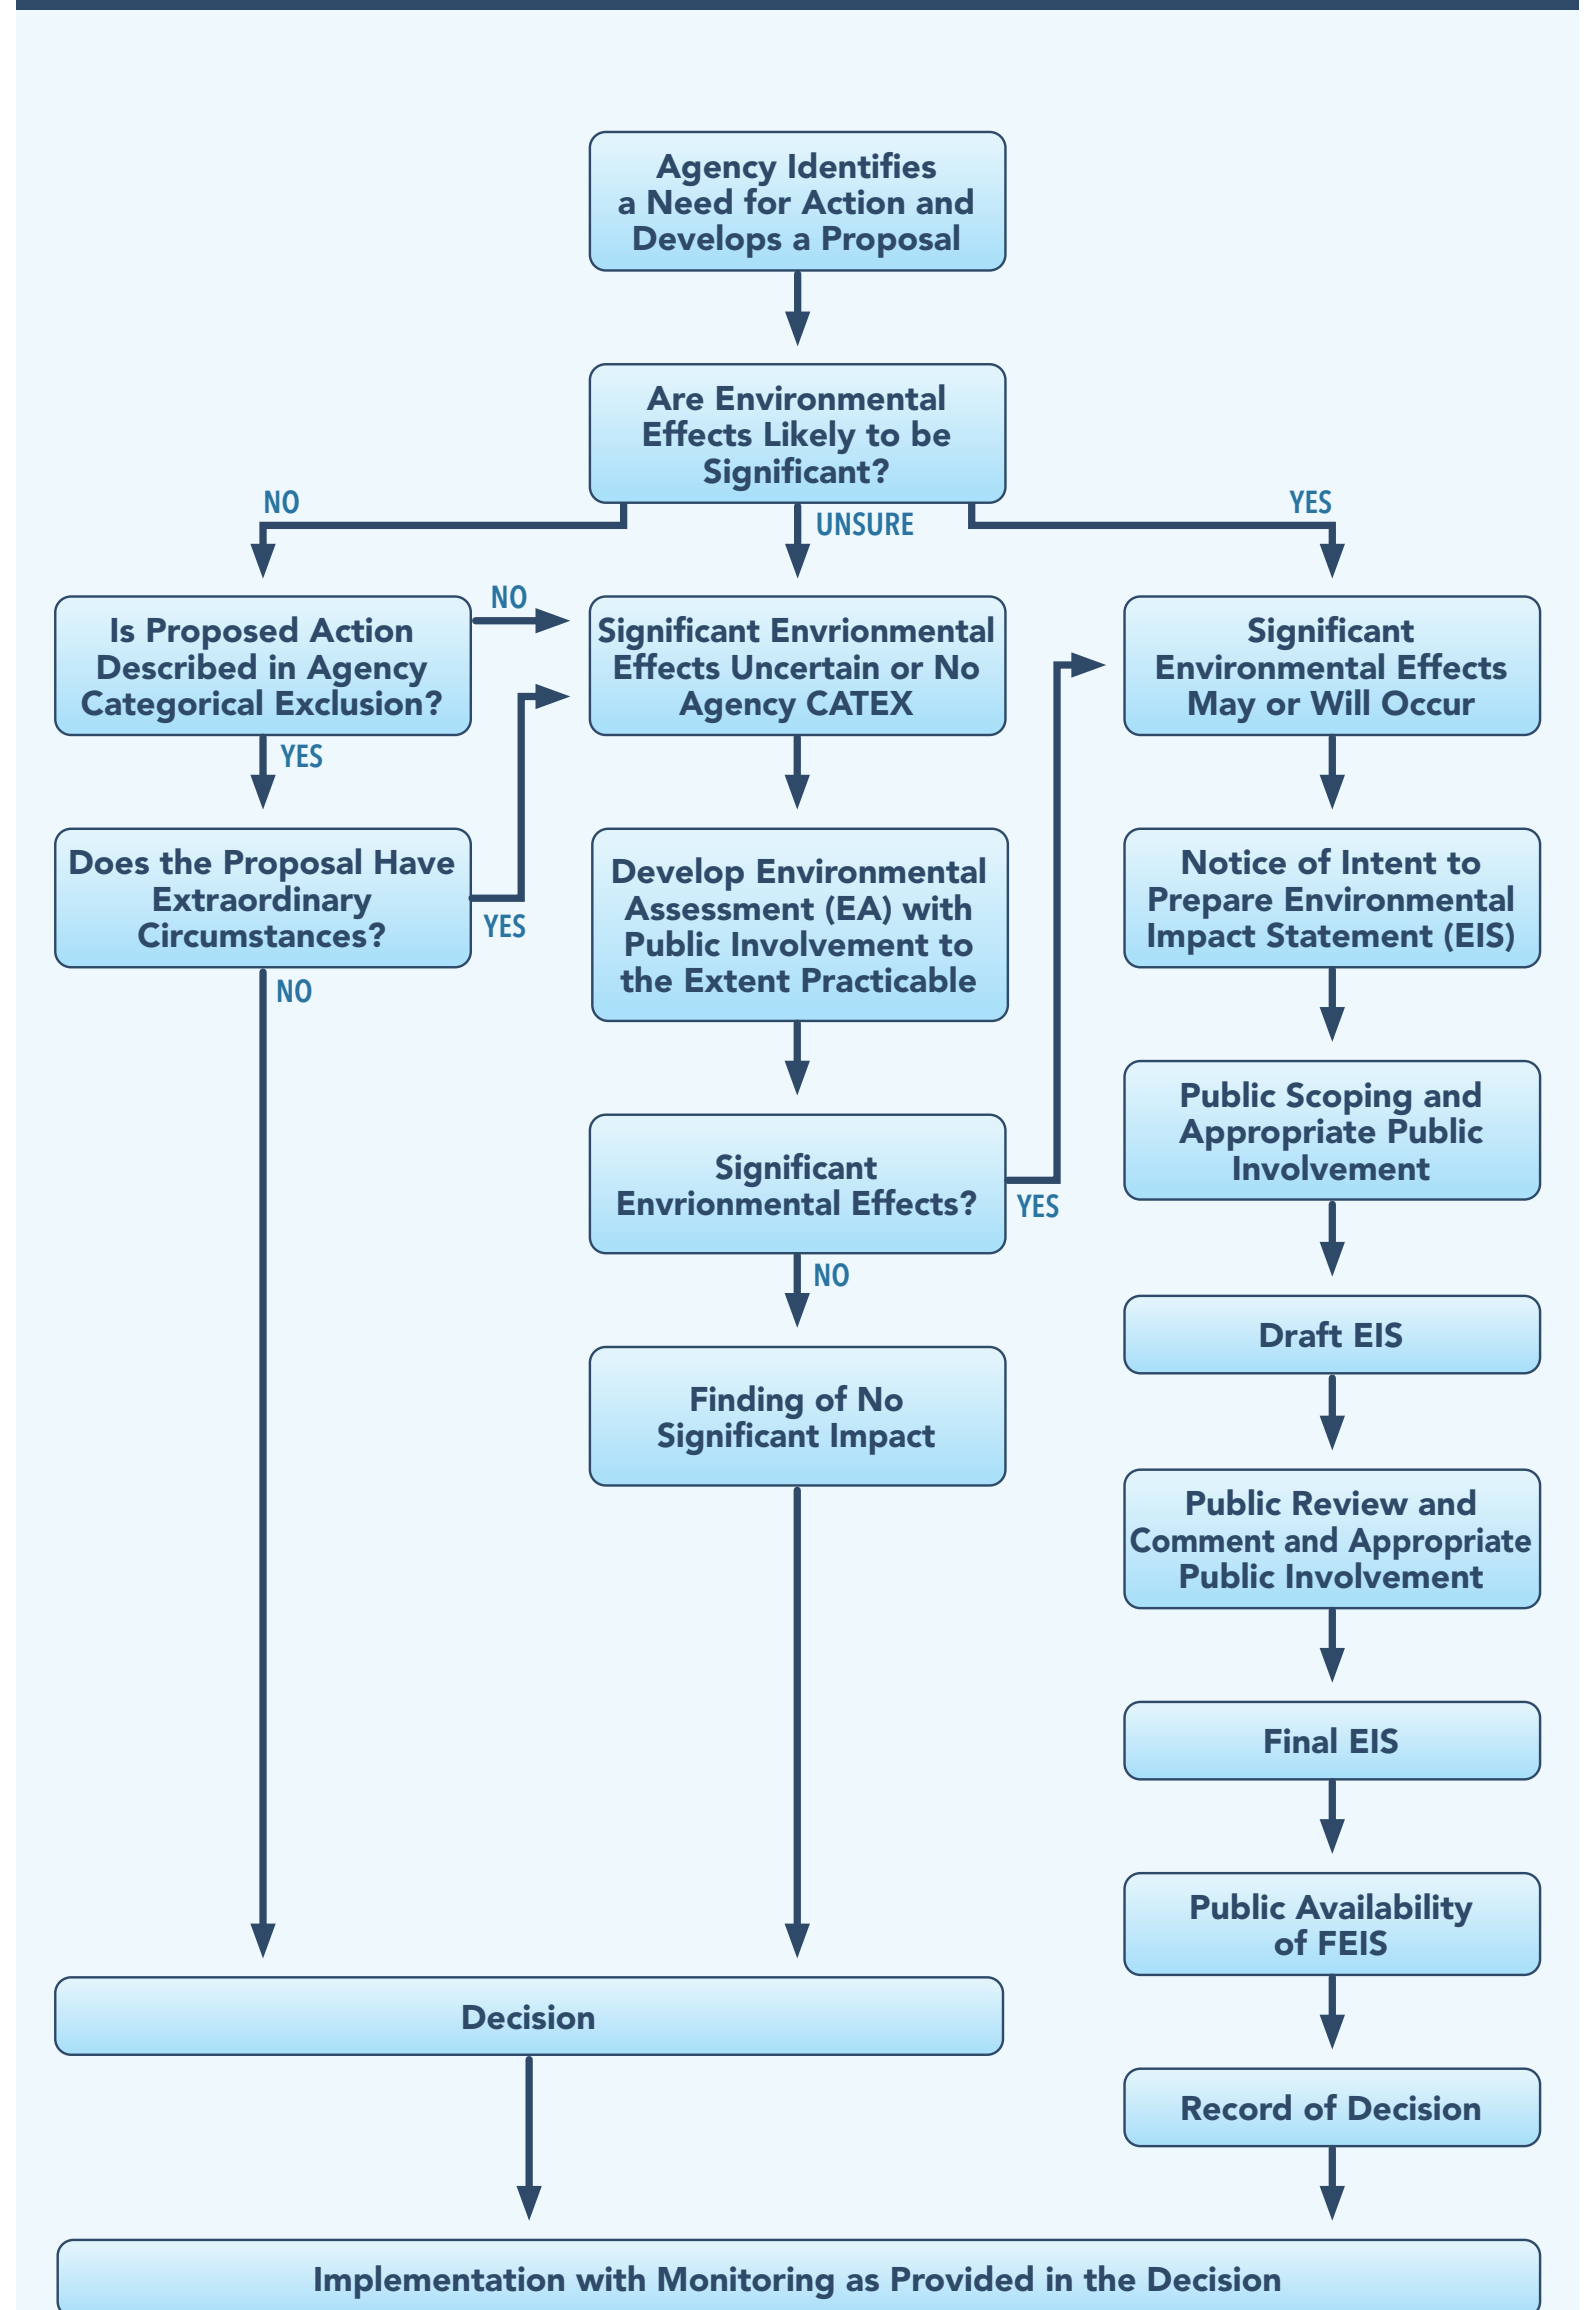 Agency Identifies
a Need for Action and
Develops a Proposal
Are Environmental
Effects Likely to be
Significant?
NO
UNSURE
YES
Is Proposed Action
Described in Agency
Categorical Exclusion?
NO
Significant Envrionmental
Effects Uncertain or No
Agency CATEX
Significant
Environmental Effects
May or Will Occur
YES
Does the Proposal Have
Extraordinary
Circumstances?
YES
NO
Develop Environmental
Assessment (EA) with
Public Involvement to
the Extent Practicable
Notice of Intent to
Prepare Environmental
Impact Statement (EIS)
Significant
Envrionmental Effects?
YES
NO
Public Scoping and
Appropriate Public
Involvement
Finding of No
Significant Impact
Draft EIS
Public Review and
Comment and Appropriate
Public Involvement
Final EIS
Public Availability
of FEIS
Decision
Record of Decision
Implementation with Monitoring as Provided in the Decision